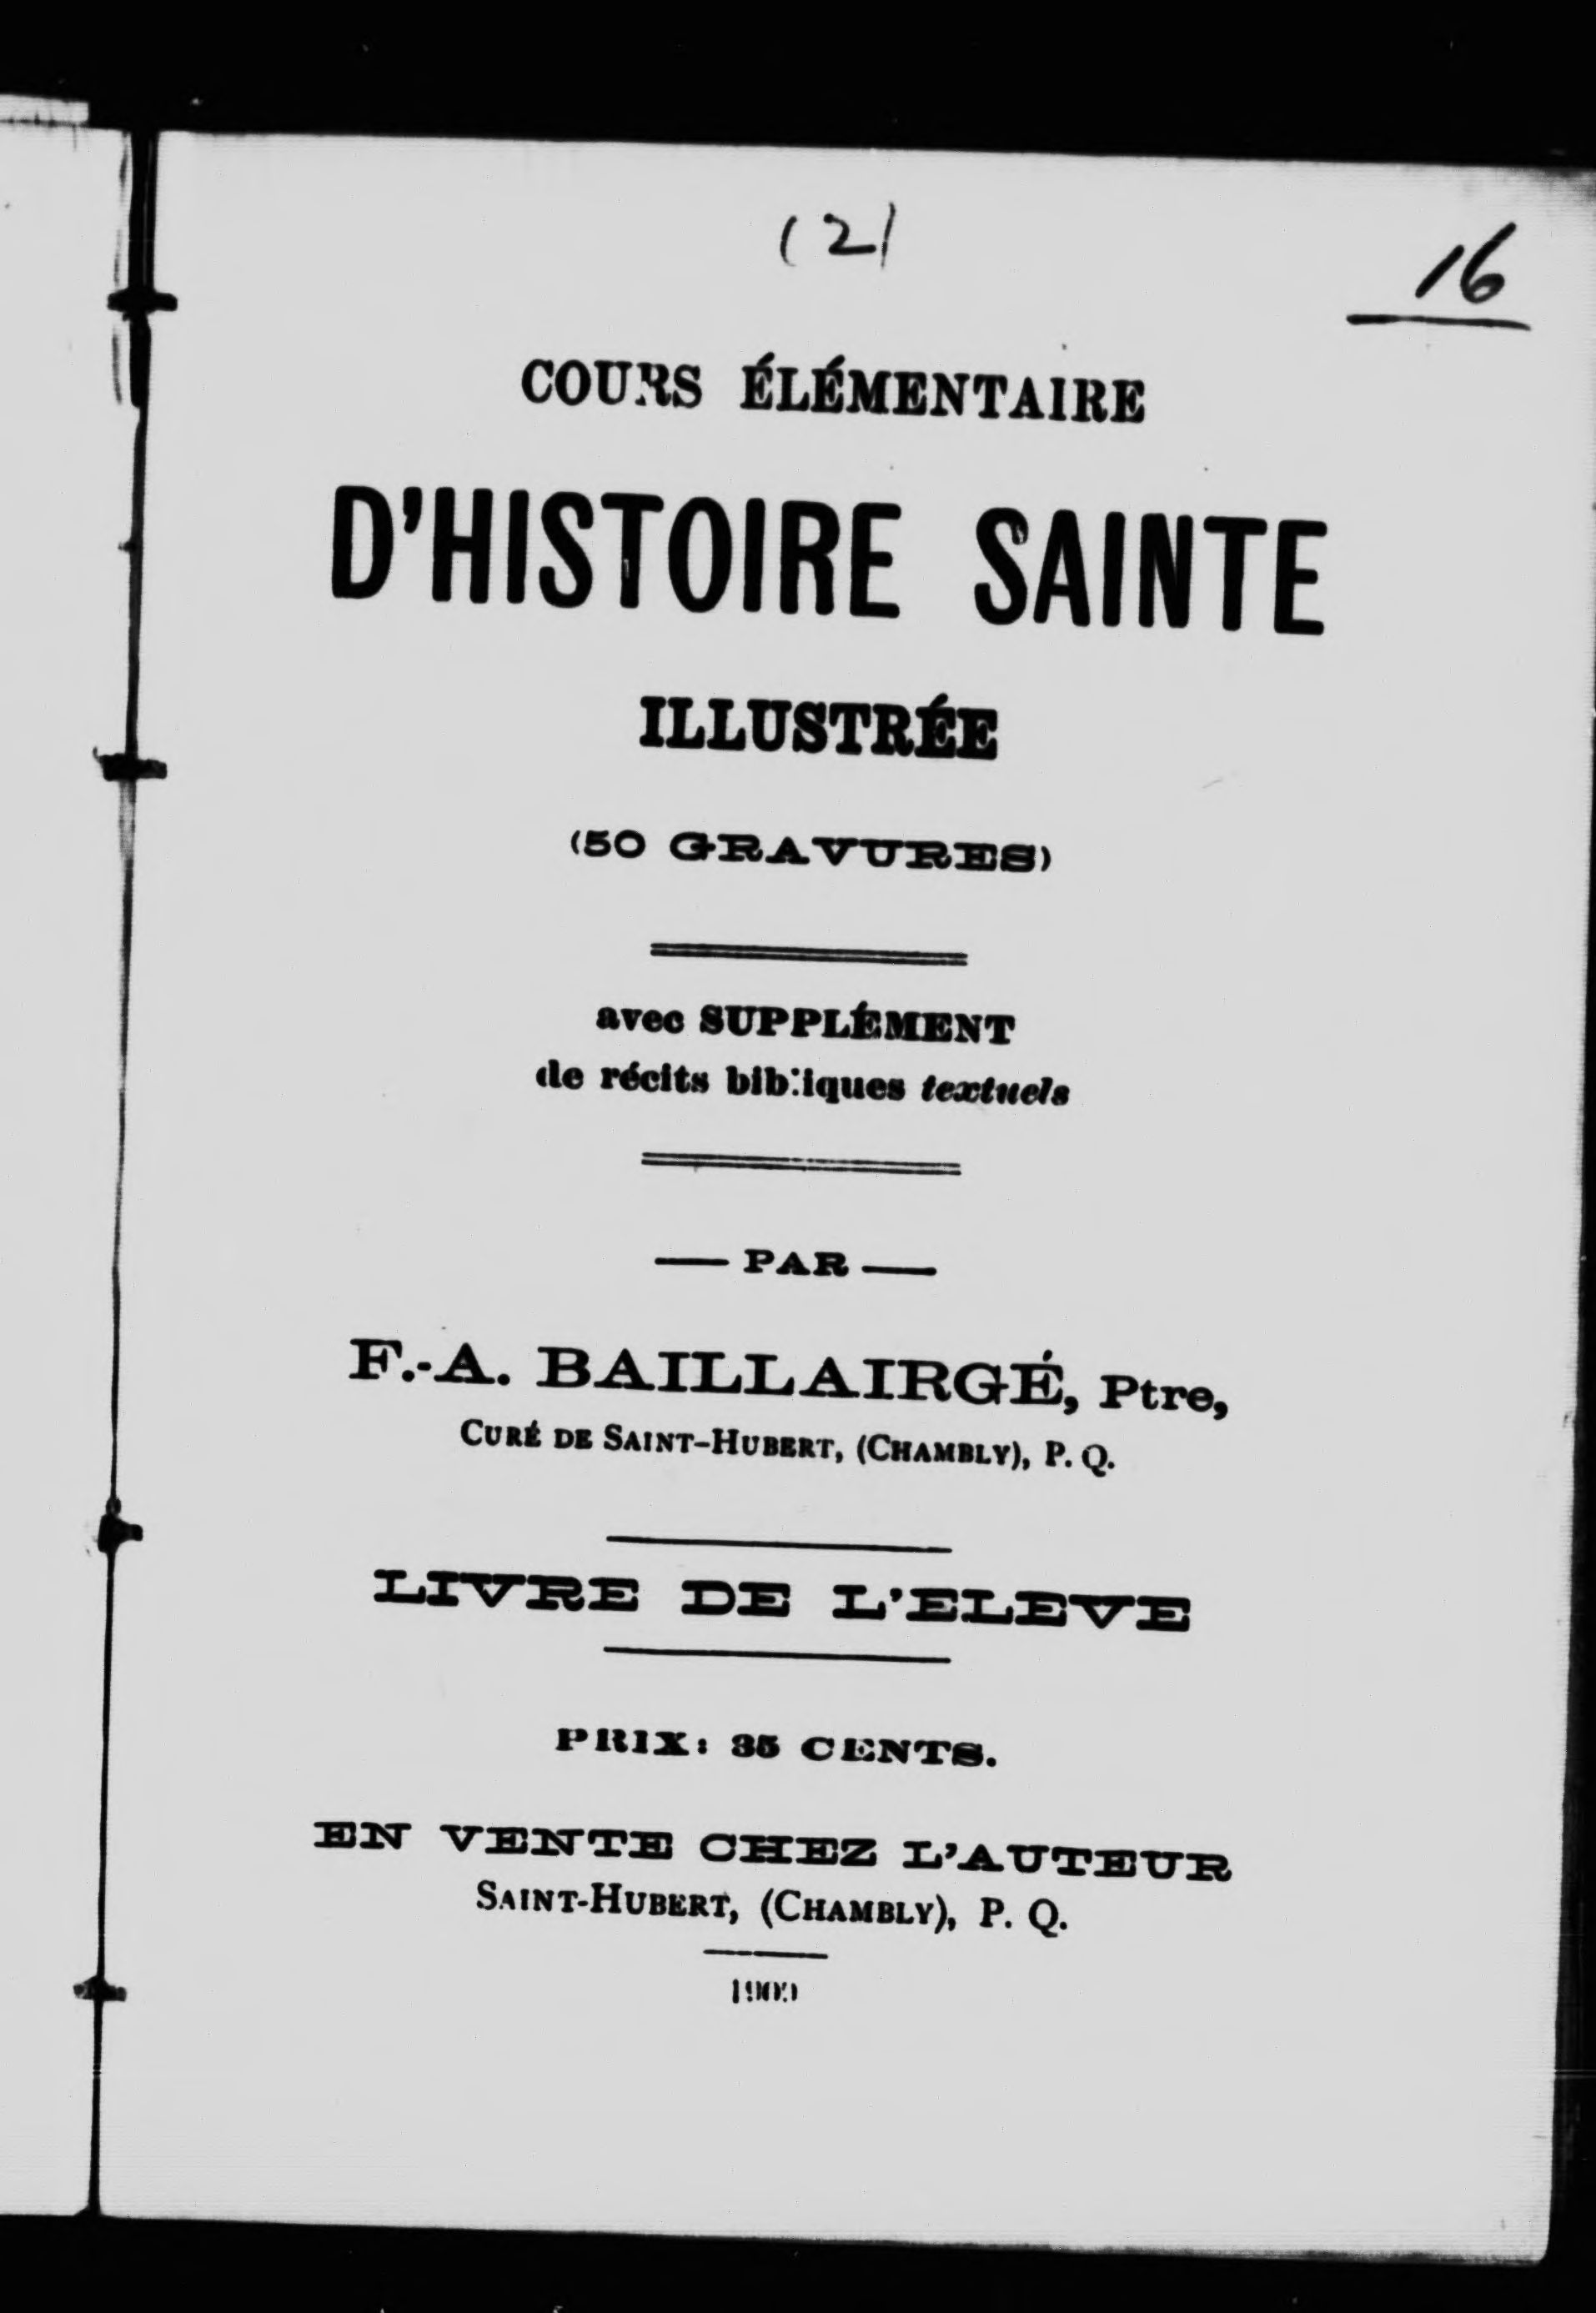 (2)
16
COURS ÉLÉMENTAIRE
D'HISTOIRE SAINTE
ILLUSTRÉE
(50 GRAVURES)
avec SUPPLÉMENT
de récits bibliques textuels
— PAR —
F.-A. BAILLAIRGÉ, Ptre,
CURÉ DE SAINT-HUBERT, (CHAMBLY), P. Q.
LIVRE DE L'ELEVE
PRIX: 35 CENTS.
EN VENTE CHEZ L'AUTEUR
SAINT-HUBERT, (CHAMBLY), P. Q.